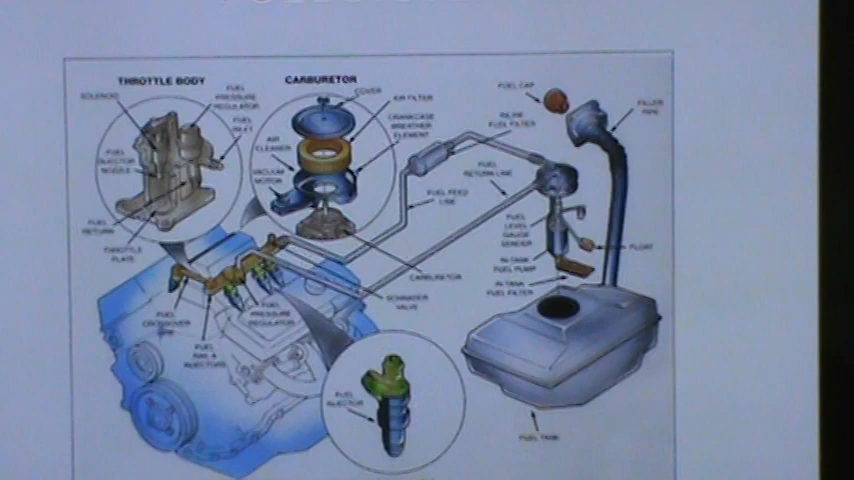 THROTTLE BODY
SOLENOID
FUEL
PRESSURE
REGULATOR
FUEL
INLET
FUEL
INJECTOR
NOZZLE
FUEL
RETURN
THROTTLE
PLATE
CARBURETOR
COVER
AIR FILTER
CRANKCASE
BREATHER
ELEMENT
AIR
CLEANER
VACUUM
MOTOR
CARBURETOR
IN-LINE
FUEL FILTER
FUEL
RETURN LINE
FUEL FEED
LINE
FUEL CAP
FILLER
PIPE
FUEL
LEVEL
GAUGE
SENDER
FLOAT
IN-TANK
FUEL PUMP
IN-TANK
FUEL FILTER
SCHRADER
VALVE
FUEL
CROSSOVER
FUEL
PRESSURE
REGULATOR
FUEL
RAIL &
INJECTORS
FUEL
INJECTOR
FUEL TANK